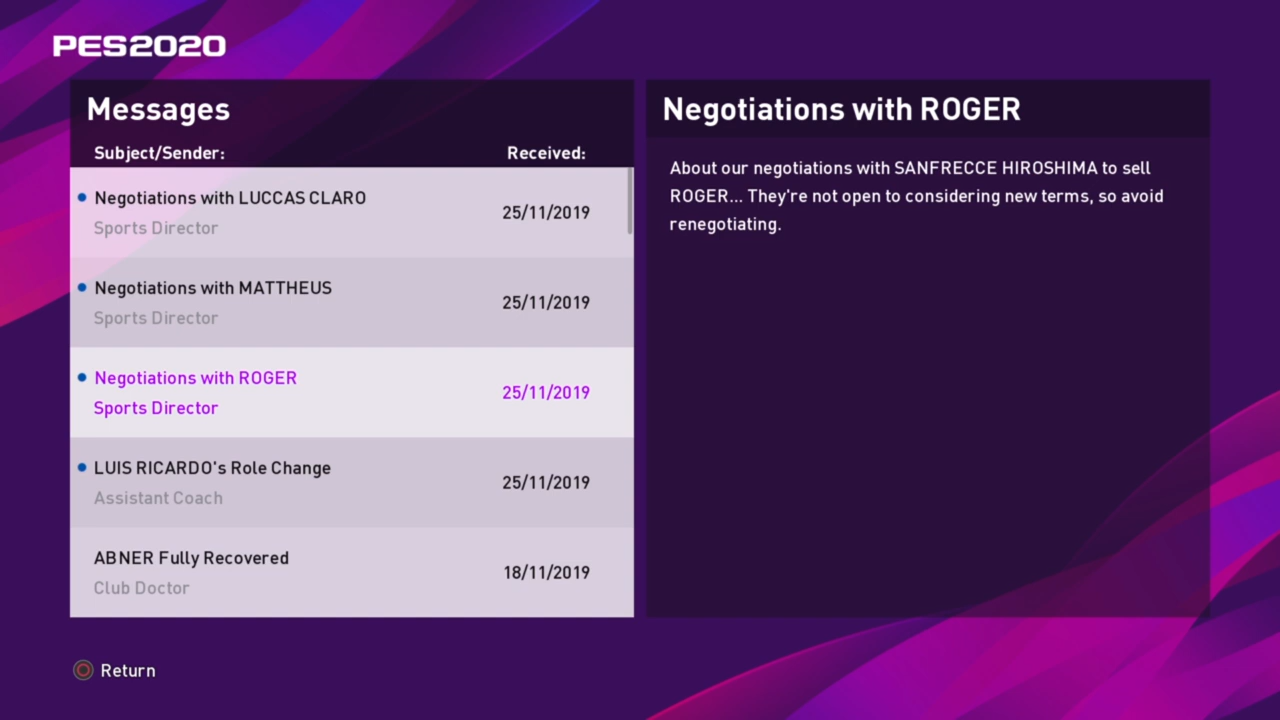 PES2020
Messages
Subject/Sender:
Received:
Negotiations with LUCCAS CLARO
Sports Director
25/11/2019
Negotiations with MATTHEUS
Sports Director
25/11/2019
Negotiations with ROGER
Sports Director
25/11/2019
LUIS RICARDO's Role Change
Assistant Coach
25/11/2019
ABNER Fully Recovered
Club Doctor
18/11/2019
Negotiations with ROGER
About our negotiations with SANFRECCE HIROSHIMA to sell
ROGER... They're not open to considering new terms, so avoid
renegotiating.
Return